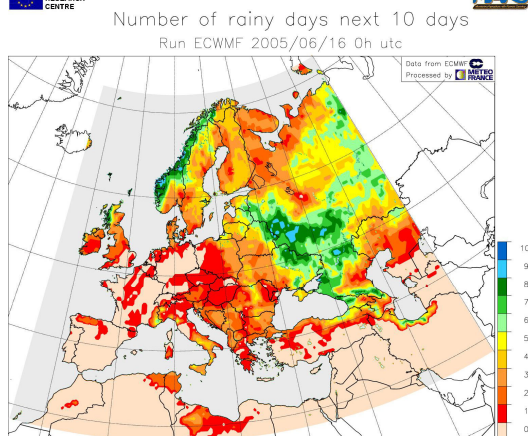 CENTRE
Number of rainy days next 10 days
Run ECWMF 2005/06/16 0h utc
Data from ECMWF
Processed by METEO FRANCE
10
9
8
7
6
5
4
3
2
1
0